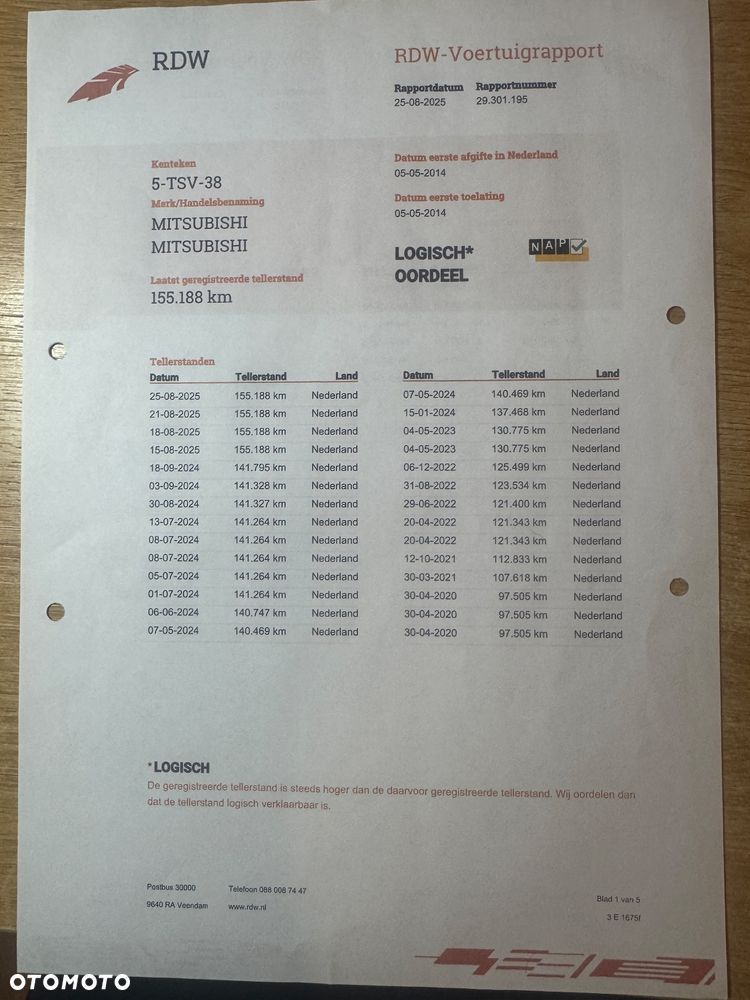 RDW
RDW-Voertuigrapport
Rapportdatum Rapportnummer
25-08-2025 29.301.195
Kenteken
5-TSV-38
Merk/Handelsbenaming
MITSUBISHI
MITSUBISHI
Laatst geregistreerde tellerstand
155.188 km
Datum eerste afgifte in Nederland
05-05-2014
Datum eerste toelating
05-05-2014
LOGISCH*
OORDEEL
NAP
Tellerstanden
Datum Tellerstand Land
25-08-2025 155.188 km Nederland
21-08-2025 155.188 km Nederland
18-08-2025 155.188 km Nederland
15-08-2025 155.188 km Nederland
18-09-2024 141.795 km Nederland
03-09-2024 141.328 km Nederland
30-08-2024 141.327 km Nederland
13-07-2024 141.264 km Nederland
08-07-2024 141.264 km Nederland
08-07-2024 141.264 km Nederland
05-07-2024 141.264 km Nederland
01-07-2024 141.264 km Nederland
06-06-2024 140.747 km Nederland
07-05-2024 140.469 km Nederland
Datum Tellerstand Land
07-05-2024 140.469 km Nederland
15-01-2024 137.468 km Nederland
04-05-2023 130.775 km Nederland
04-05-2023 130.775 km Nederland
06-12-2022 125.499 km Nederland
31-08-2022 123.534 km Nederland
29-06-2022 121.400 km Nederland
20-04-2022 121.343 km Nederland
20-04-2022 121.343 km Nederland
12-10-2021 112.833 km Nederland
30-03-2021 107.618 km Nederland
30-04-2020 97.505 km Nederland
30-04-2020 97.505 km Nederland
30-04-2020 97.505 km Nederland
*LOGISCH
De geregistreerde tellerstand is steeds hoger dan de daarvoor geregistreerde tellerstand. Wij oordelen dan
dat de tellerstand logisch verklaarbaar is.
Postbus 30000 Telefoon 088 008 74 47
9640 RA Veendam www.rdw.nl
Blad 1 van 5
3 E 1675f
OTOMOTO